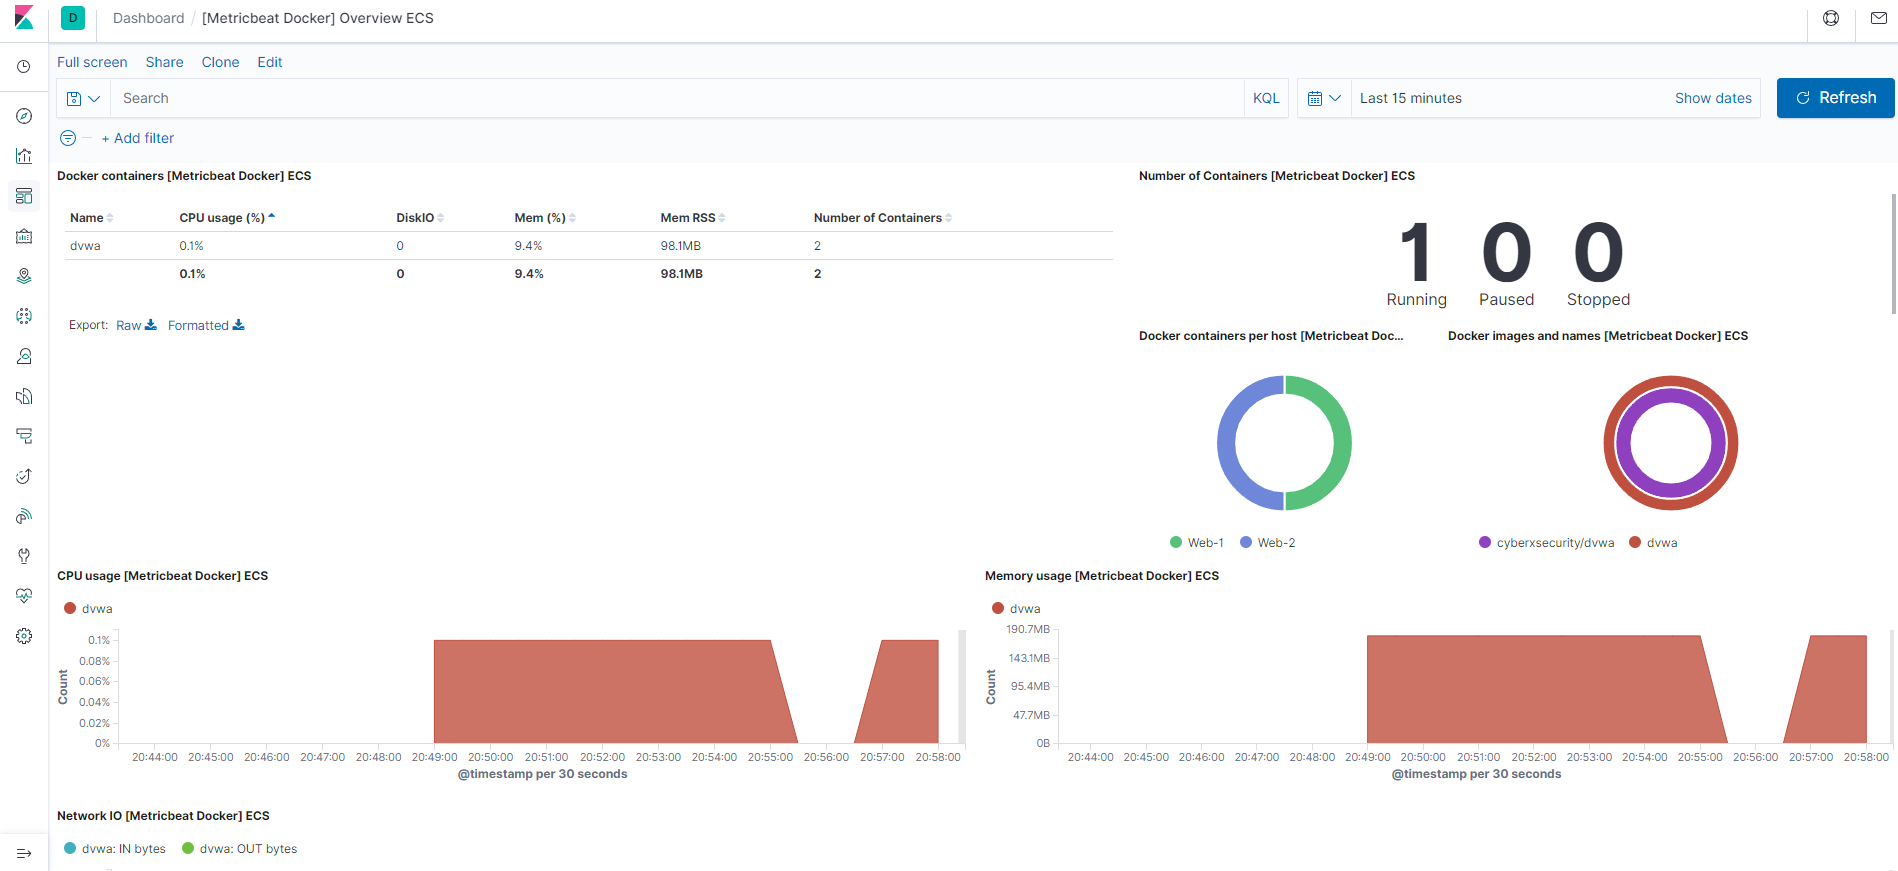 D Dashboard / [Metricbeat Docker] Overview ECS
Full screen Share Clone Edit
Search KQL Last 15 minutes Show dates Refresh
+ Add filter
Docker containers [Metricbeat Docker] ECS
Name CPU usage (%) DiskIO Mem (%) Mem RSS Number of Containers
dvwa 0.1% 0 9.4% 98.1MB 2
0.1% 0 9.4% 98.1MB 2
Export: Raw Formatted
Number of Containers [Metricbeat Docker] ECS
1 0 0
Running Paused Stopped
Docker containers per host [Metricbeat Doc...
Web-1 Web-2
Docker images and names [Metricbeat Docker] ECS
cyberxsecurity/dvwa dvwa
CPU usage [Metricbeat Docker] ECS
dvwa
Count
0.1%
0.08%
0.06%
0.04%
0.02%
0%
20:44:00 20:45:00 20:46:00 20:47:00 20:48:00 20:49:00 20:50:00 20:51:00 20:52:00 20:53:00 20:54:00 20:55:00 20:56:00 20:57:00 20:58:00
@timestamp per 30 seconds
Memory usage [Metricbeat Docker] ECS
dvwa
Count
190.7MB
143.1MB
95.4MB
47.7MB
0B
20:44:00 20:45:00 20:46:00 20:47:00 20:48:00 20:49:00 20:50:00 20:51:00 20:52:00 20:53:00 20:54:00 20:55:00 20:56:00 20:57:00 20:58:00
@timestamp per 30 seconds
Network IO [Metricbeat Docker] ECS
dvwa: IN bytes dvwa: OUT bytes